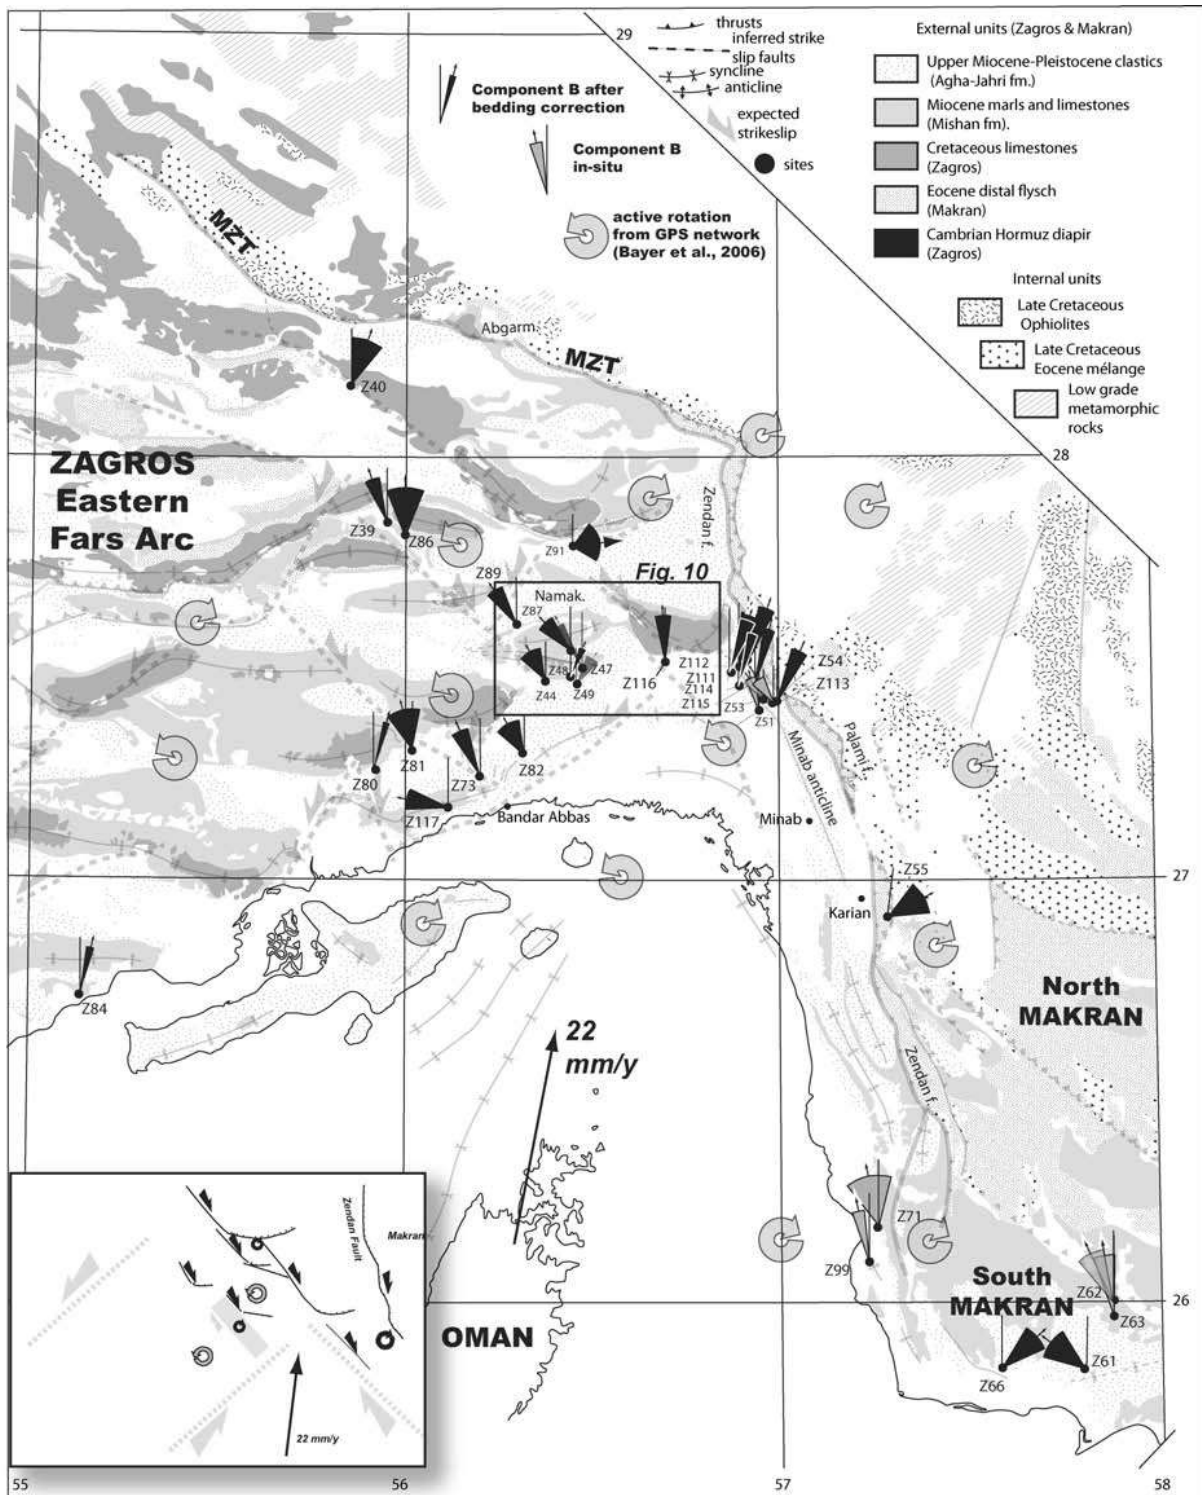 thrusts
inferred strike
slip faults
syncline
anticline
expected
strikeslip
sites
External units (Zagros & Makran)
Upper Miocene-Pleistocene clastics
(Agha-Jahri fm.)
Miocene marls and limestones
(Mishan fm).
Cretaceous limestones
(Zagros)
Eocene distal flysch
(Makran)
Cambrian Hormuz diapir
(Zagros)
Internal units
Late Cretaceous
Ophiolites
Late Cretaceous
Eocene mélange
Low grade
metamorphic
rocks
Component B after
bedding correction
Component B
in-situ
active rotation
from GPS network
(Bayer et al., 2006)
29
MZT
Abgarm.
MZT
Z40
28
ZAGROS
Eastern
Fars Arc
Zendan f.
Z39
Z86
Z91
Fig. 10
Z89
Namak.
Z87
Z48
Z47
Z44
Z49
Z116
Z112
Z111
Z114
Z115
Z53
Z51
Z54
Z113
Z80
Z81
Z73
Z82
Z117
Bandar Abbas
Minab anticline
Palami f.
Minab
Z55
27
Karian
Z84
North
MAKRAN
22
mm/y
Zendan f.
Z71
Z99
South
MAKRAN
Z62
Z63
26
Z66
Z61
OMAN
Zendan Fault
Makran
22 mm/y
55
56
57
58